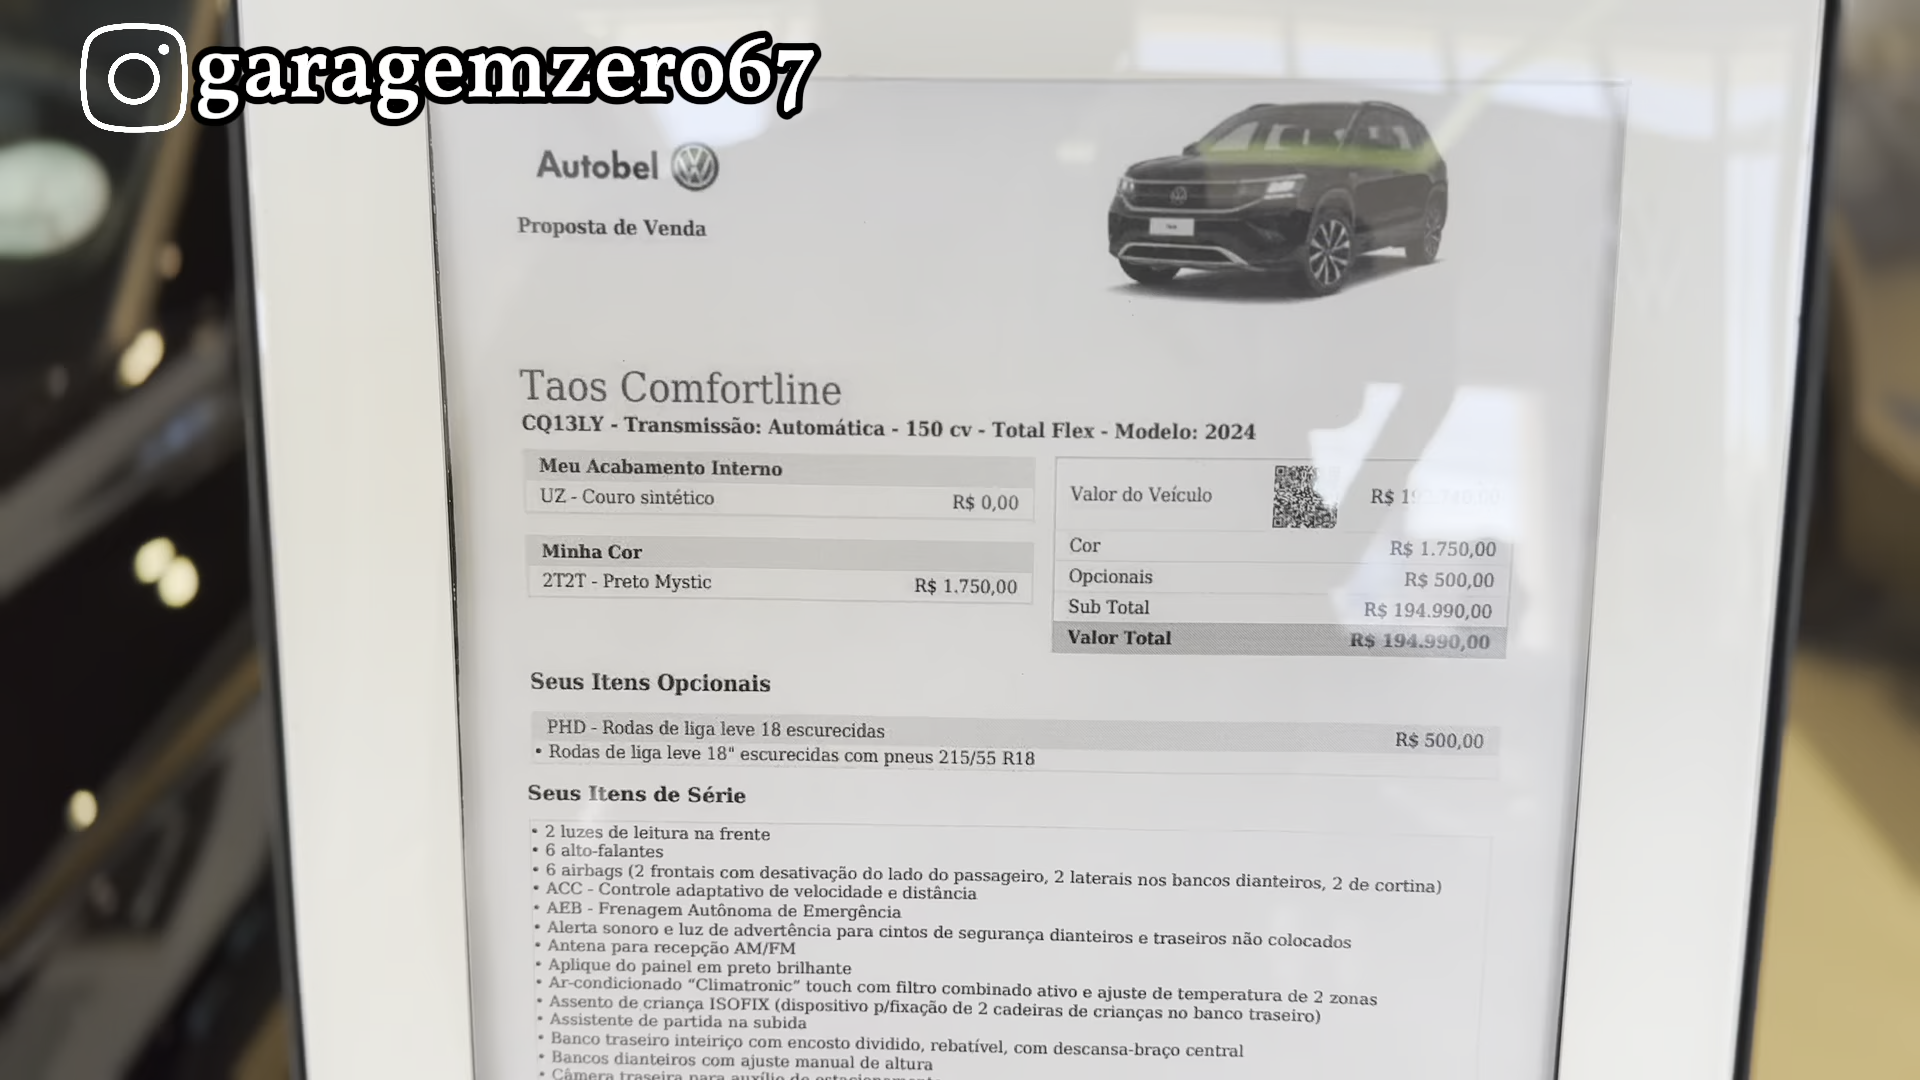 garagemzero67
Autobel
Proposta de Venda
Taos Comfortline
CQ13LY - Transmissão: Automática - 150 cv - Total Flex - Modelo: 2024
Meu Acabamento Interno
UZ - Couro sintético R$ 0,00
Minha Cor
2T2T - Preto Mystic R$ 1.750,00
Valor do Veículo R$
Cor R$ 1.750,00
Opcionais R$ 500,00
Sub Total R$ 194.990,00
Valor Total R$ 194.990,00
Seus Itens Opcionais
PHD - Rodas de liga leve 18 escurecidas R$ 500,00
• Rodas de liga leve 18" escurecidas com pneus 215/55 R18
Seus Itens de Série
• 2 luzes de leitura na frente
• 6 alto-falantes
• 6 airbags (2 frontais com desativação do lado do passageiro, 2 laterais nos bancos dianteiros, 2 de cortina)
• ACC - Controle adaptativo de velocidade e distância
• AEB - Frenagem Autônoma de Emergência
• Alerta sonoro e luz de advertência para cintos de segurança dianteiros e traseiros não colocados
• Antena para recepção AM/FM
• Aplique do painel em preto brilhante
• Ar-condicionado “Climatronic” touch com filtro combinado ativo e ajuste de temperatura de 2 zonas
• Assento de criança ISOFIX (dispositivo p/fixação de 2 cadeiras de crianças no banco traseiro)
• Assistente de partida na subida
• Banco traseiro inteiriço com encosto dividido, rebatível, com descansa-braço central
• Bancos dianteiros com ajuste manual de altura
• Câmera traseira para auxílio de